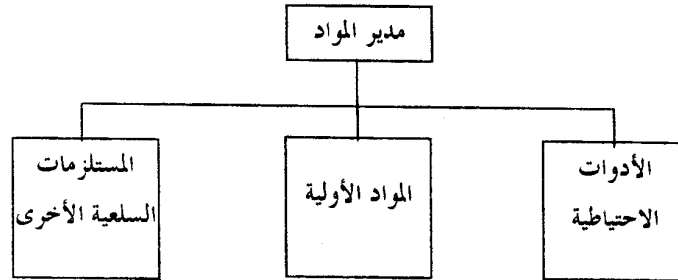 مدير المواد
الأدوات
الاحتياطية
المواد الأولية
المستلزمات
السلعية الأخرى